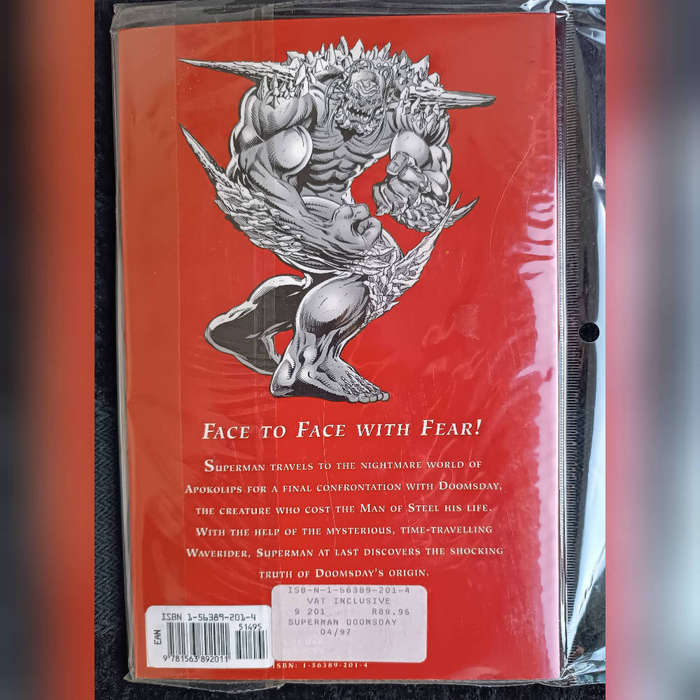 FACE TO FACE WITH FEAR!
SUPERMAN TRAVELS TO THE NIGHTMARE WORLD OF
APOKOLIPS FOR A FINAL CONFRONTATION WITH DOOMSDAY,
THE CREATURE WHO COST THE MAN OF STEEL HIS LIFE.
WITH THE HELP OF THE MYSTERIOUS, TIME-TRAVELLING
WAVERIDER, SUPERMAN AT LAST DISCOVERS THE SHOCKING
TRUTH OF DOOMSDAY'S ORIGIN.
ISB-N-1-56389-201-4
VAT INCLUSIVE
9 201 R89.96
SUPERMAN DOOMSDAY
04/97
ISBN 1-56389-201-4
51495
EAN
9 781563 892011
ISBN: 1-56389-201-4